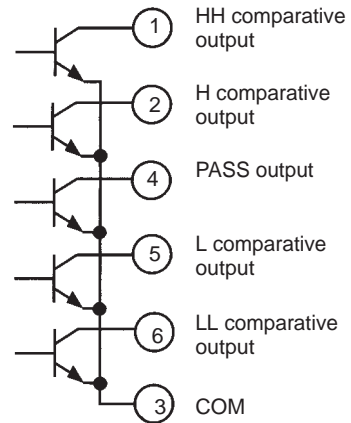 1 HH comparative
output
2 H comparative
output
4 PASS output
5 L comparative
output
6 LL comparative
output
3 COM